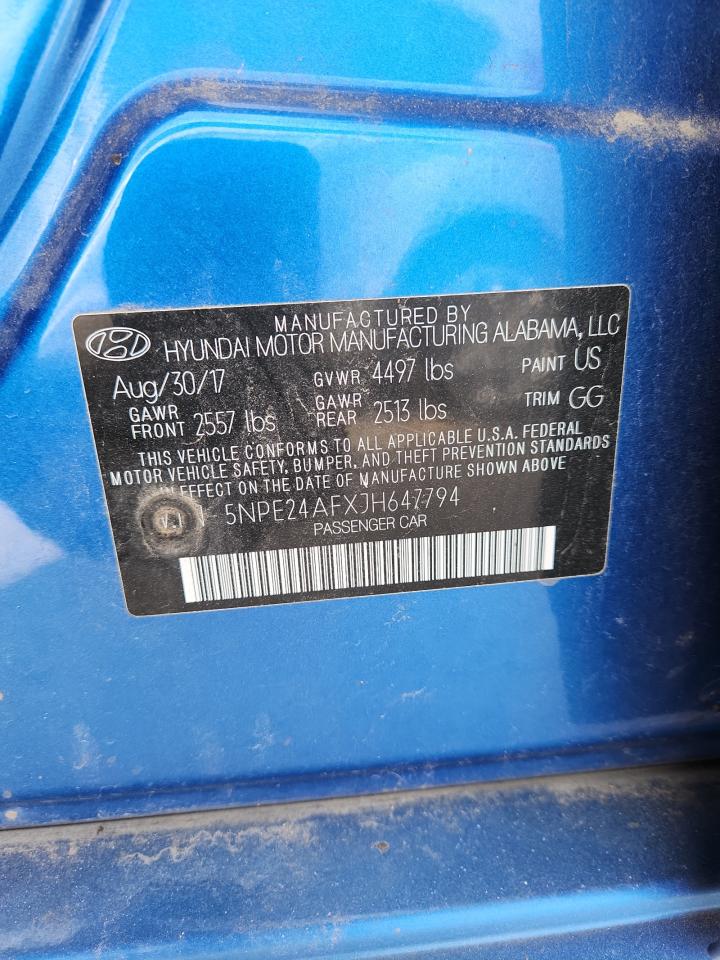 MANUFACTURED BY
HYUNDAI MOTOR MANUFACTURING ALABAMA, LLC
Aug/30/17 GVWR 4497 lbs PAINT US
GAWR FRONT 2557 lbs GAWR REAR 2513 lbs TRIM GG
THIS VEHICLE CONFORMS TO ALL APPLICABLE U.S.A. FEDERAL
MOTOR VEHICLE SAFETY, BUMPER, AND THEFT PREVENTION STANDARDS
IN EFFECT ON THE DATE OF MANUFACTURE SHOWN ABOVE
5NPE24AFXJH647794
PASSENGER CAR